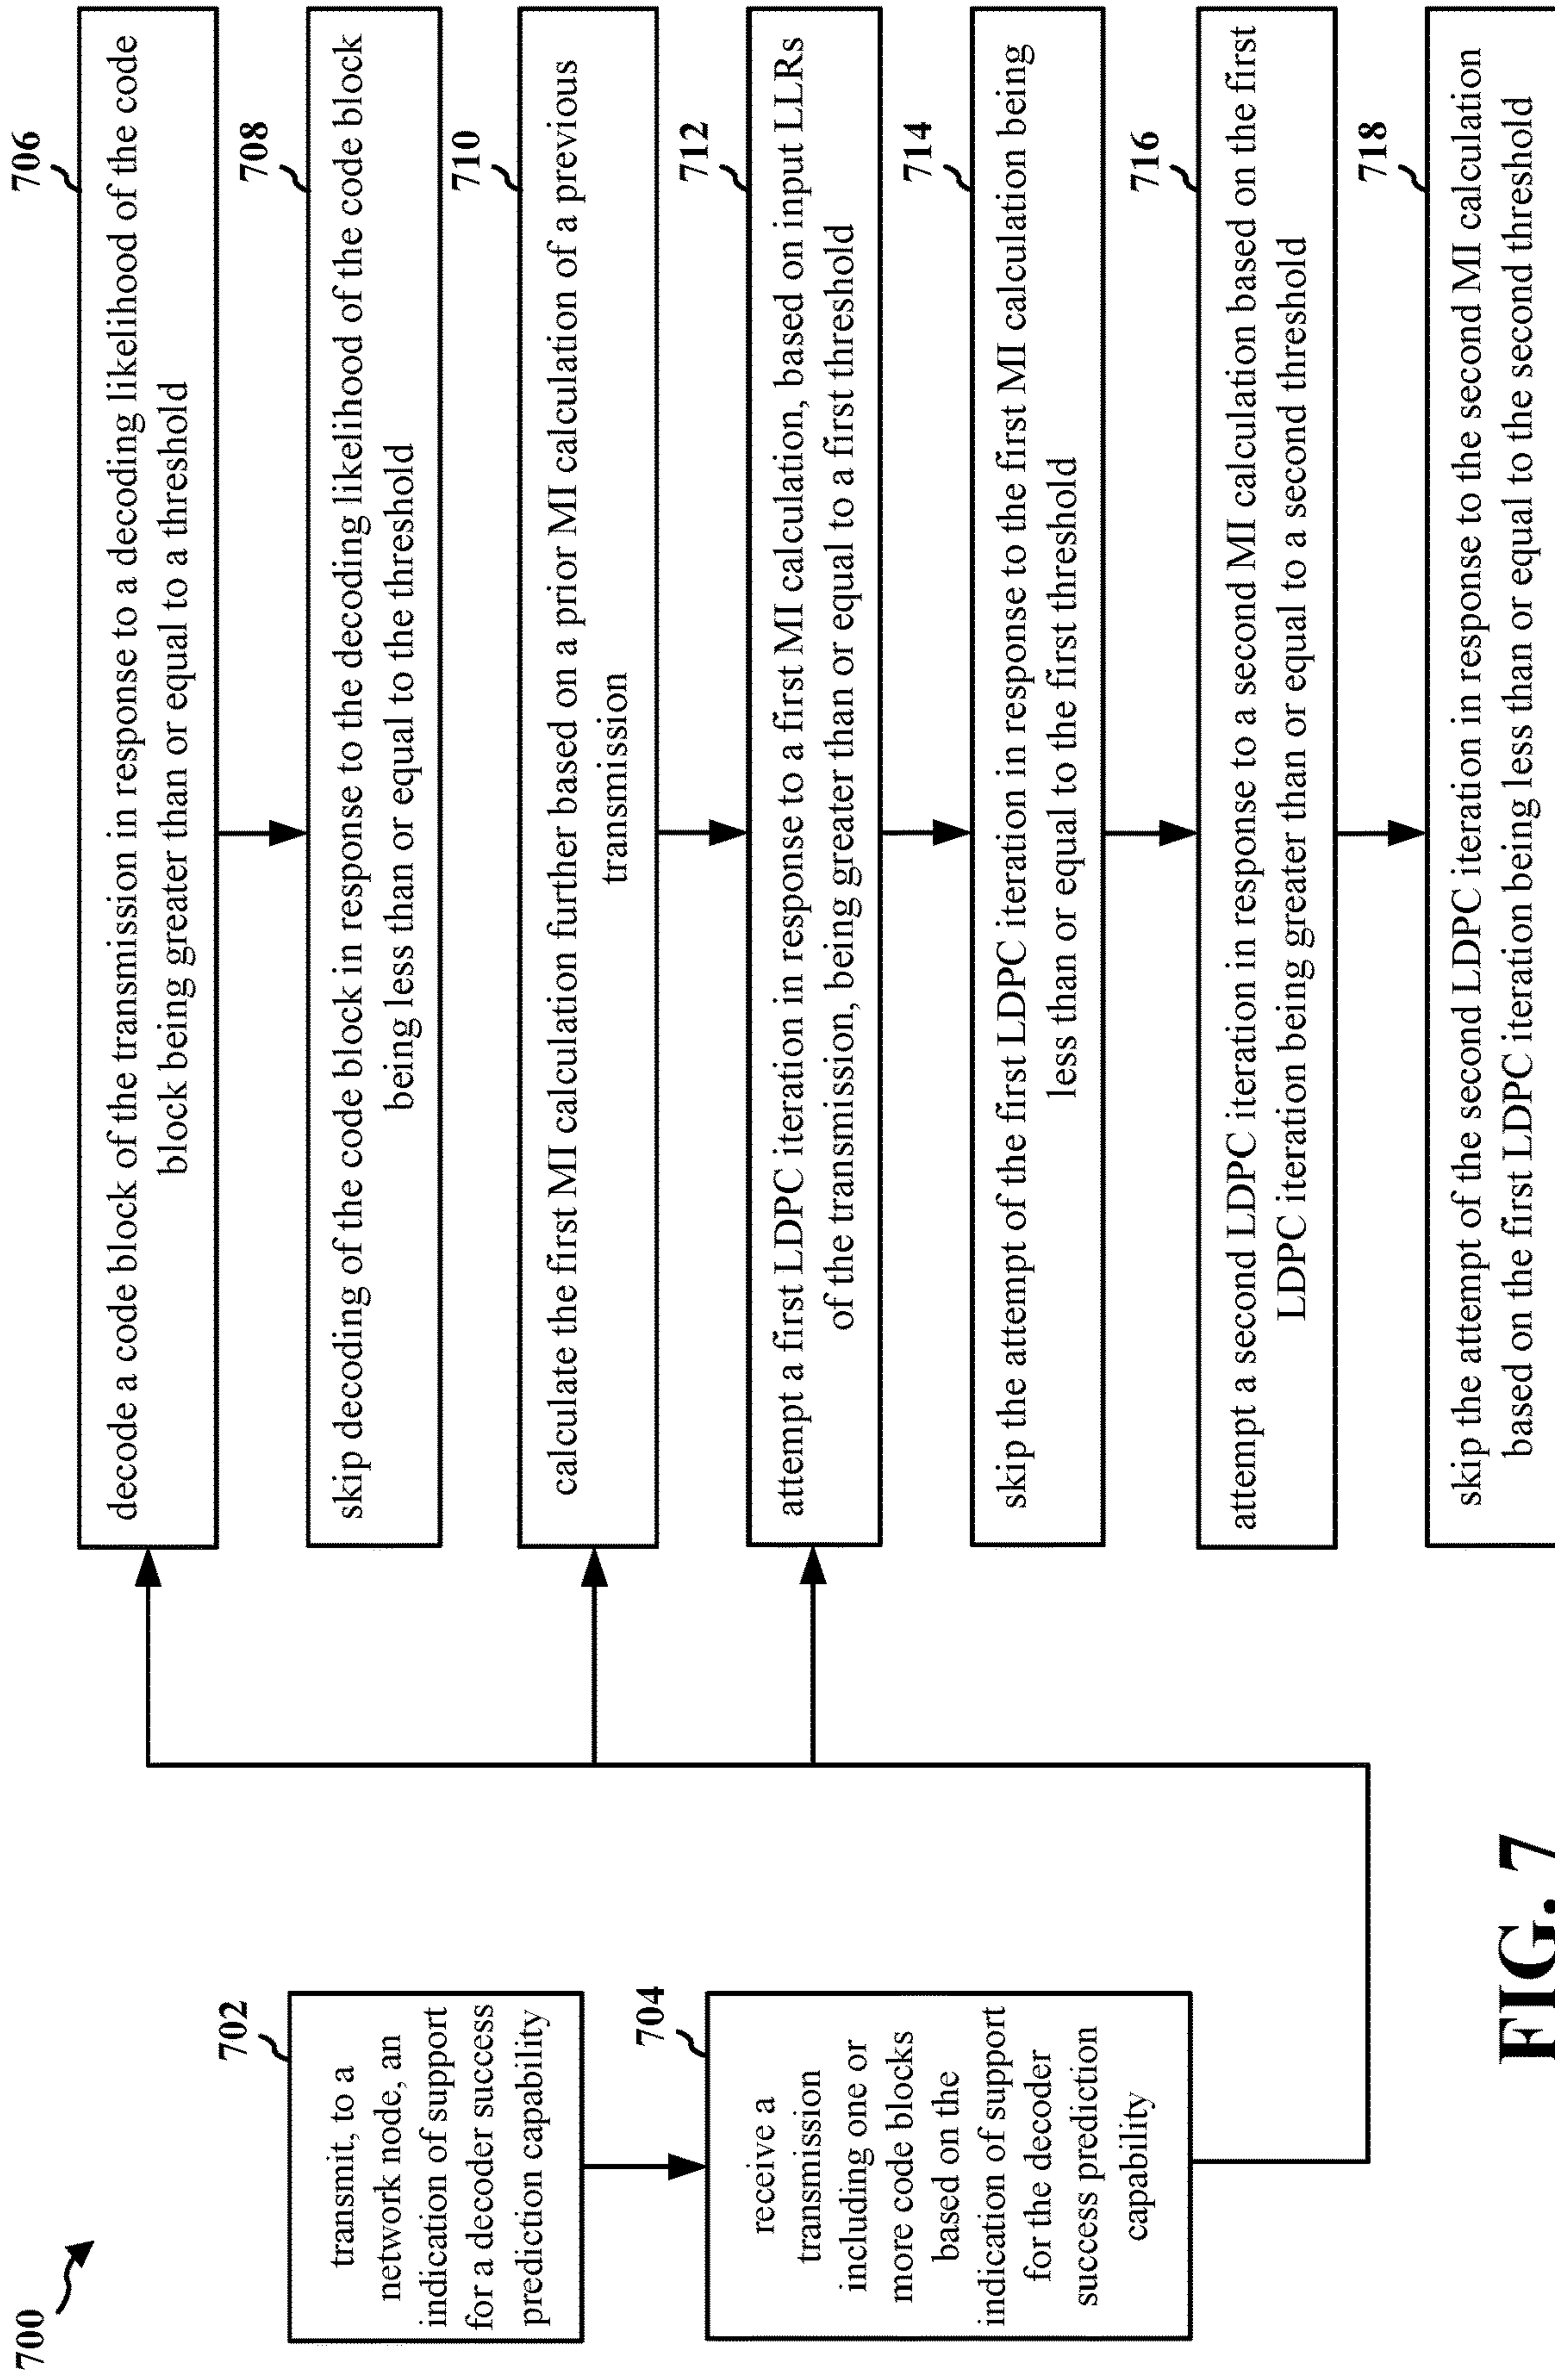 700
702
transmit, to a
network node, an
indication of support
for a decoder success
prediction capability
704
receive a
transmission
including one or
more code blocks
based on the
indication of support
for the decoder
success prediction
capability
706
decode a code block of the transmission in response to a decoding likelihood of the code
block being greater than or equal to a threshold
708
skip decoding of the code block in response to the decoding likelihood of the code block
being less than or equal to the threshold
710
calculate the first MI calculation further based on a prior MI calculation of a previous
transmission
712
attempt a first LDPC iteration in response to a first MI calculation, based on input LLRs
of the transmission, being greater than or equal to a first threshold
714
skip the attempt of the first LDPC iteration in response to the first MI calculation being
less than or equal to the first threshold
716
attempt a second LDPC iteration in response to a second MI calculation based on the first
LDPC iteration being greater than or equal to a second threshold
718
skip the attempt of the second LDPC iteration in response to the second MI calculation
based on the first LDPC iteration being less than or equal to the second threshold
FIG. 7